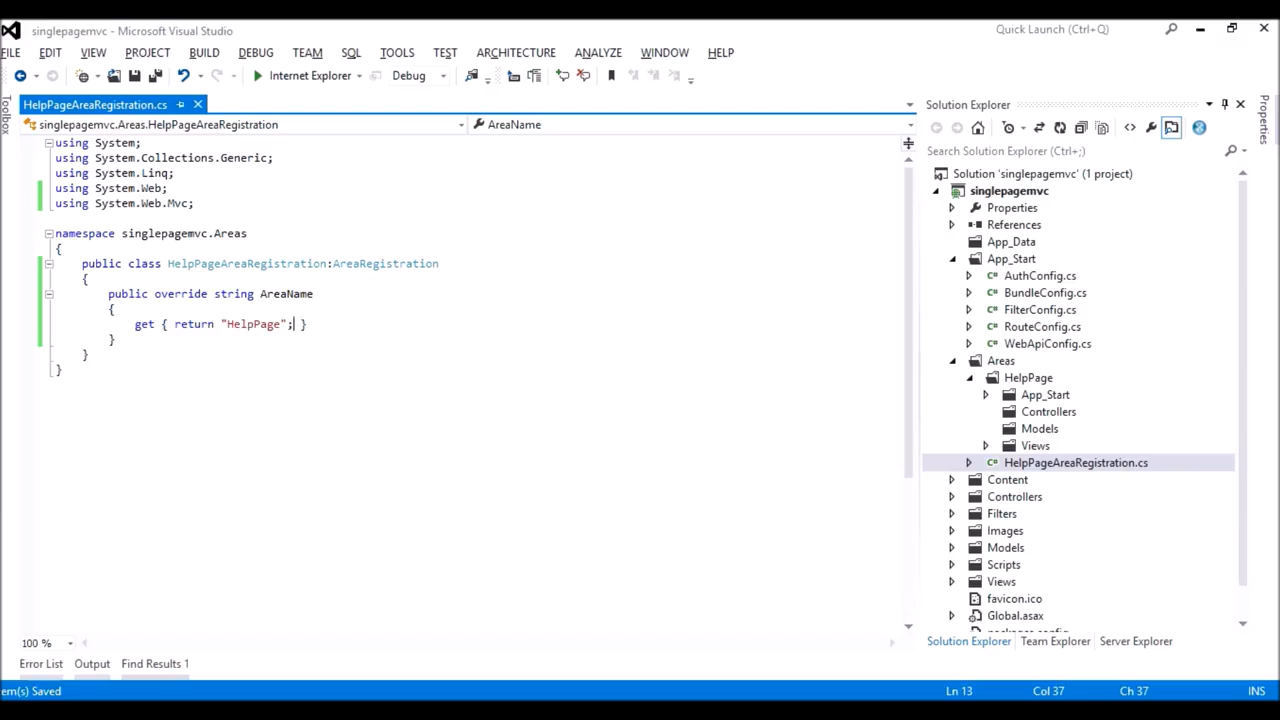 singlepagemvc - Microsoft Visual Studio
Quick Launch (Ctrl+Q)
FILE EDIT VIEW PROJECT BUILD DEBUG TEAM SQL TOOLS TEST ARCHITECTURE ANALYZE WINDOW HELP
Internet Explorer Debug
Toolbox
HelpPageAreaRegistration.cs
singlepagemvc.Areas.HelpPageAreaRegistration AreaName
using System;
using System.Collections.Generic;
using System.Linq;
using System.Web;
using System.Web.Mvc;
namespace singlepagemvc.Areas
{
public class HelpPageAreaRegistration:AreaRegistration
{
public override string AreaName
{
get { return "HelpPage"; }
}
}
}
100 %
Error List Output Find Results 1
Solution Explorer
Search Solution Explorer (Ctrl+;)
Solution 'singlepagemvc' (1 project)
singlepagemvc
Properties
References
App_Data
App_Start
C# AuthConfig.cs
C# BundleConfig.cs
C# FilterConfig.cs
C# RouteConfig.cs
C# WebApiConfig.cs
Areas
HelpPage
App_Start
Controllers
Models
Views
C# HelpPageAreaRegistration.cs
Content
Controllers
Filters
Images
Models
Scripts
Views
favicon.ico
Global.asax
packages.config
Solution Explorer Team Explorer Server Explorer
Properties
em(s) Saved
Ln 13 Col 37 Ch 37 INS